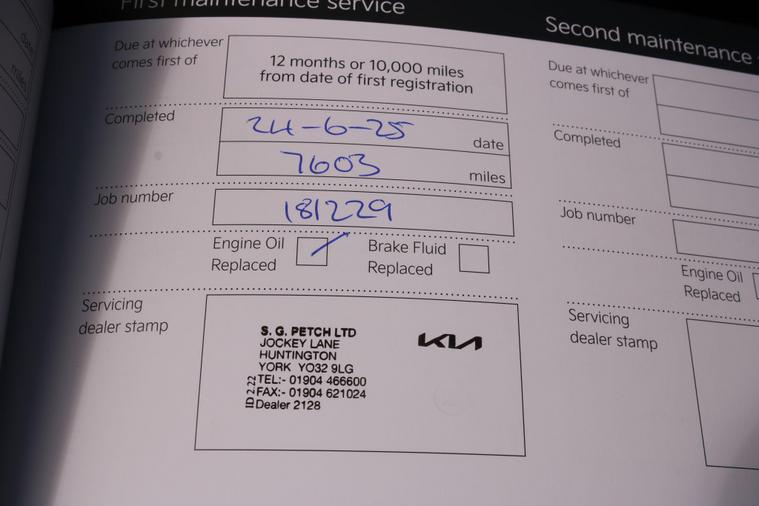 First maintenance service
Due at whichever
comes first of
12 months or 10,000 miles
from date of first registration
Completed
24-6-25 date
7603 miles
Job number
181229
Engine Oil
Replaced
Brake Fluid
Replaced
Servicing
dealer stamp
S. G. PETCH LTD
JOCKEY LANE
HUNTINGTON
YORK YO32 9LG
TEL:- 01904 466600
FAX:- 01904 621024
Dealer 2128
KIA
Second maintenance
Due at whichever
comes first of
Completed
Job number
Engine Oil
Replaced
Servicing
dealer stamp
Date
miles